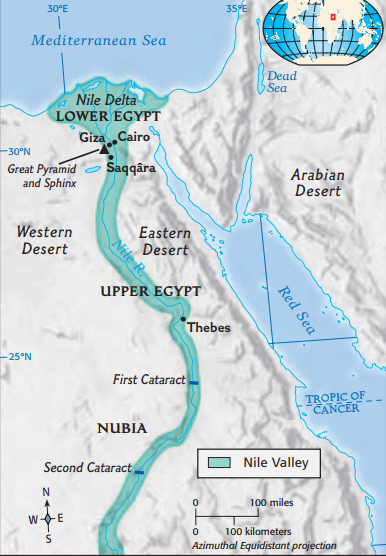 30°E
35°E
Mediterranean Sea
Dead
Sea
Nile Delta
LOWER EGYPT
Giza
Cairo
30°N
Great Pyramid
and Sphinx
Saqqâra
Arabian
Desert
Western
Desert
Eastern
Desert
Nile R.
UPPER EGYPT
Red Sea
Thebes
25°N
First Cataract
TROPIC OF
CANCER
NUBIA
Nile Valley
Second Cataract
N
W
E
S
0
100 miles
0
100 kilometers
Azimuthal Equidistant projection